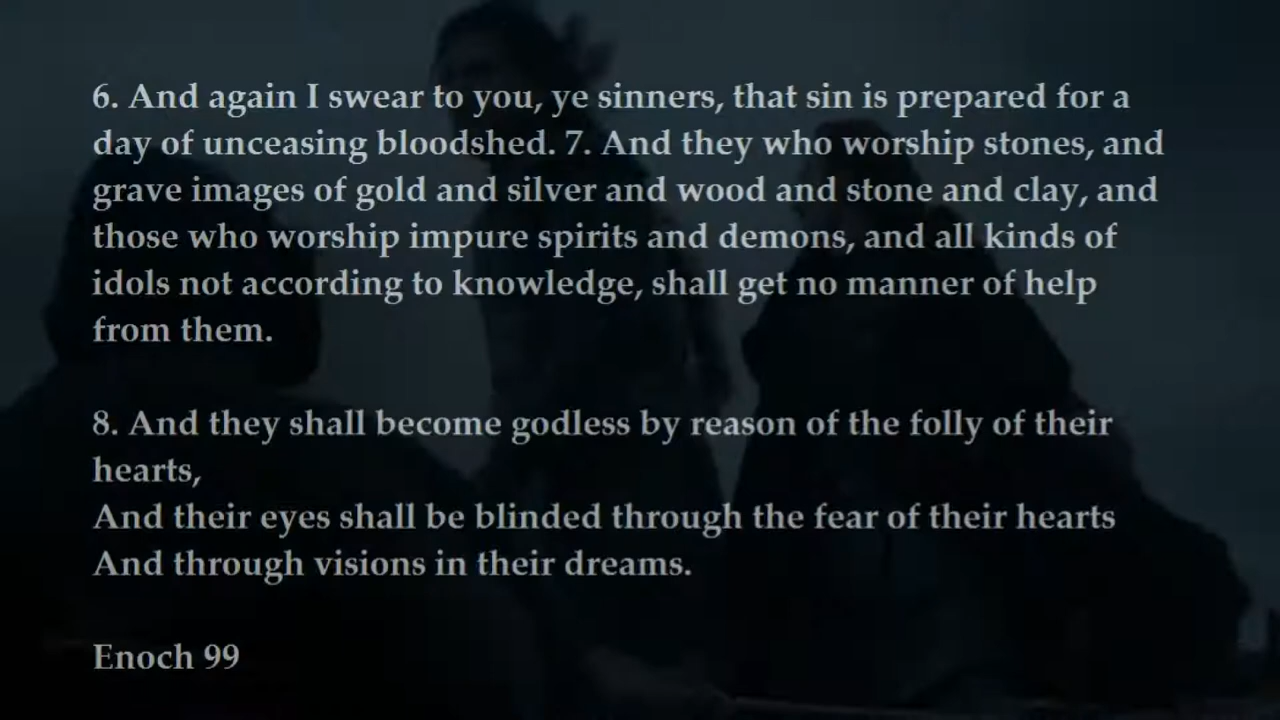 6. And again I swear to you, ye sinners, that sin is prepared for a
day of unceasing bloodshed. 7. And they who worship stones, and
grave images of gold and silver and wood and stone and clay, and
those who worship impure spirits and demons, and all kinds of
idols not according to knowledge, shall get no manner of help
from them.
8. And they shall become godless by reason of the folly of their
hearts,
And their eyes shall be blinded through the fear of their hearts
And through visions in their dreams.
Enoch 99